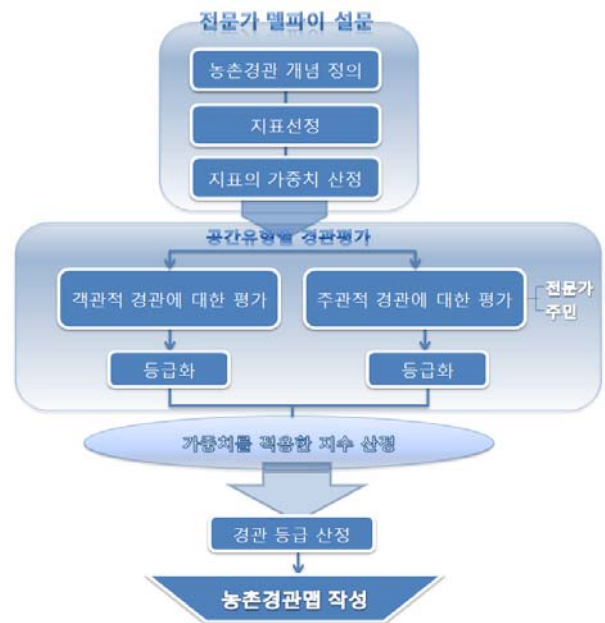 전문가 델파이 설문
농촌경관 개념 정의
지표선정
지표의 가중치 산정
공간유형별 경관평가
객관적 경관에 대한 평가
주관적 경관에 대한 평가
전문가
주민
등급화
등급화
가중치를 적용한 지수 산정
경관 등급 산정
농촌경관맵 작성